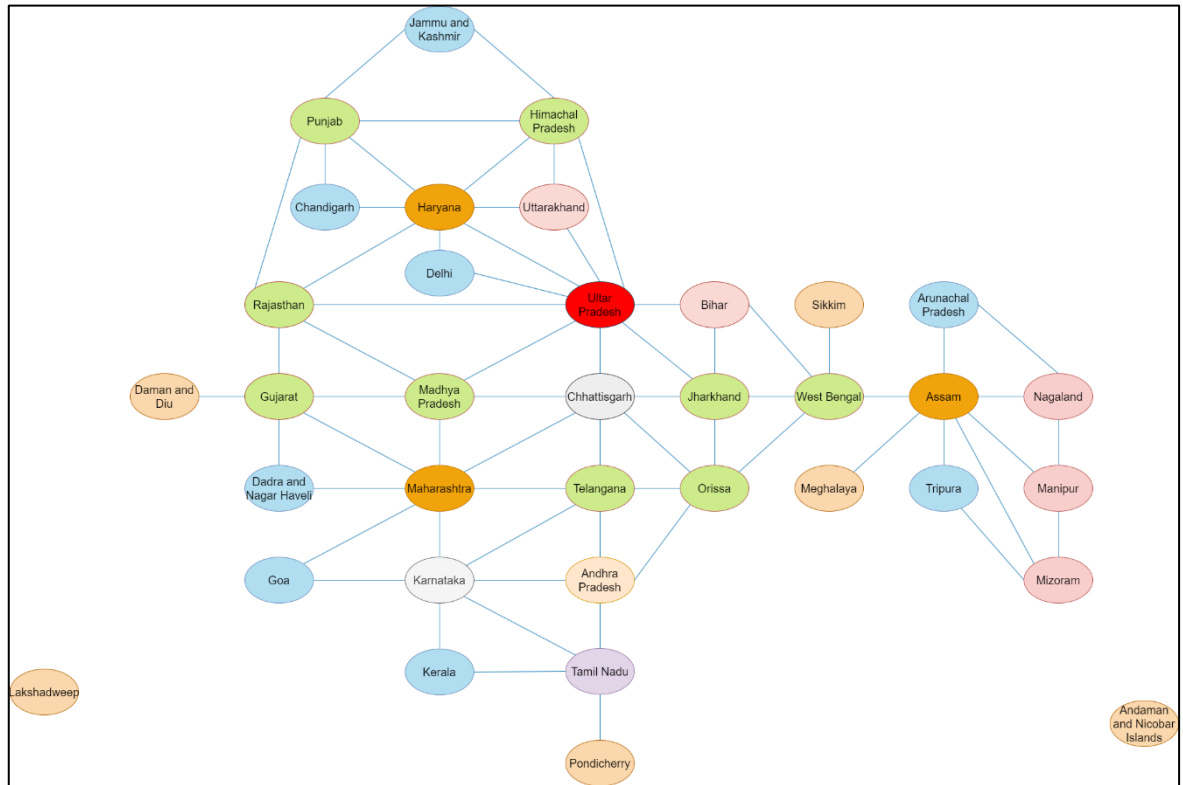 Jammu and
Kashmir
Punjab
Himachal
Pradesh
Chandigarh
Haryana
Uttarakhand
Delhi
Rajasthan
Uttar
Pradesh
Bihar
Sikkim
Arunachal
Pradesh
Daman and
Diu
Gujarat
Madhya
Pradesh
Chhattisgarh
Jharkhand
West Bengal
Assam
Nagaland
Dadra and
Nagar Haveli
Maharashtra
Telangana
Orissa
Meghalaya
Tripura
Manipur
Goa
Karnataka
Andhra
Pradesh
Mizoram
Kerala
Tamil Nadu
Lakshadweep
Andaman
and Nicobar
Islands
Pondicherry